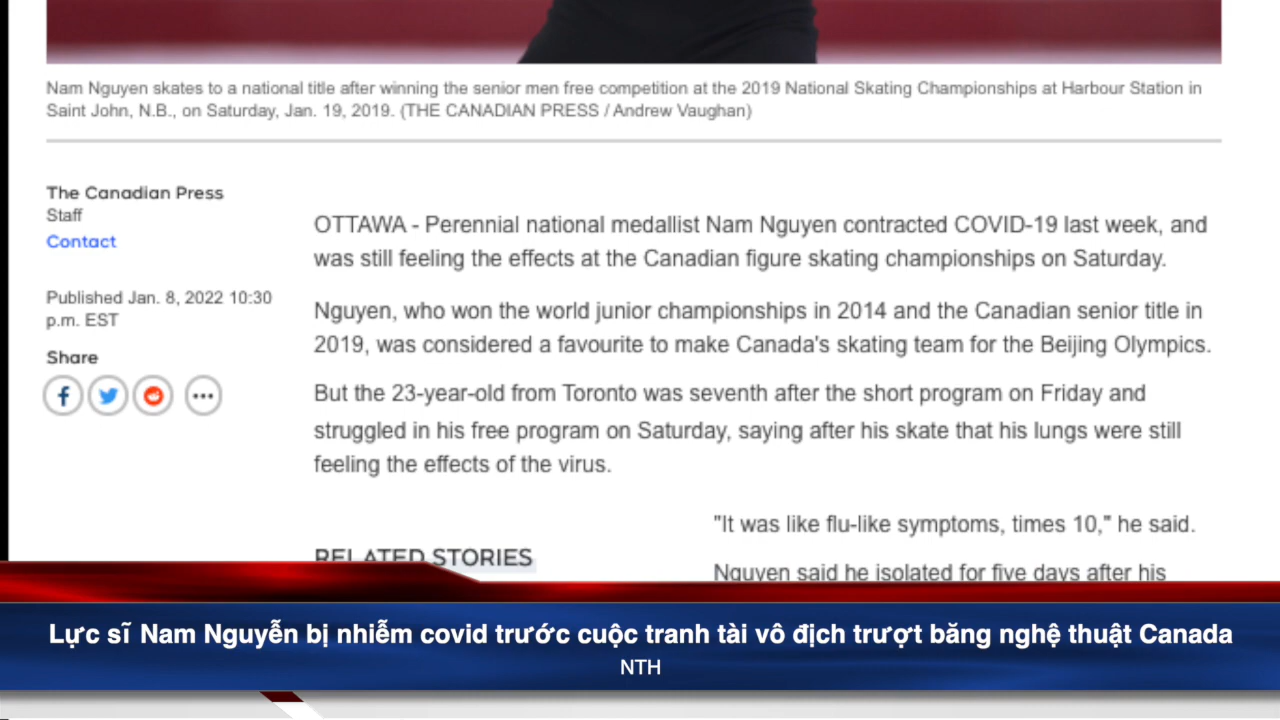 Nam Nguyen skates to a national title after winning the senior men free competition at the 2019 National Skating Championships at Harbour Station in
Saint John, N.B., on Saturday, Jan. 19, 2019. (THE CANADIAN PRESS / Andrew Vaughan)
The Canadian Press
Staff
Contact
Published Jan. 8, 2022 10:30
p.m. EST
Share
OTTAWA - Perennial national medallist Nam Nguyen contracted COVID-19 last week, and
was still feeling the effects at the Canadian figure skating championships on Saturday.
Nguyen, who won the world junior championships in 2014 and the Canadian senior title in
2019, was considered a favourite to make Canada's skating team for the Beijing Olympics.
But the 23-year-old from Toronto was seventh after the short program on Friday and
struggled in his free program on Saturday, saying after his skate that his lungs were still
feeling the effects of the virus.
"It was like flu-like symptoms, times 10," he said.
RELATED STORIES
Nguyen said he isolated for five days after his
Lực sĩ Nam Nguyễn bị nhiễm covid trước cuộc tranh tài vô địch trượt băng nghệ thuật Canada
NTH